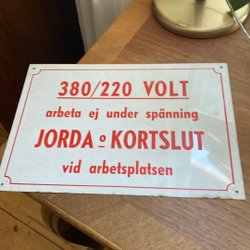 380/220 VOLT
arbeta ej under spänning
JORDA o KORTSLUT
vid arbetsplatsen